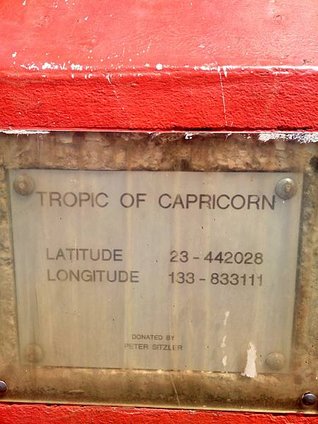 TROPIC OF CAPRICORN
LATITUDE 23-442028
LONGITUDE 133-833111
DONATED BY
PETER SITZLER